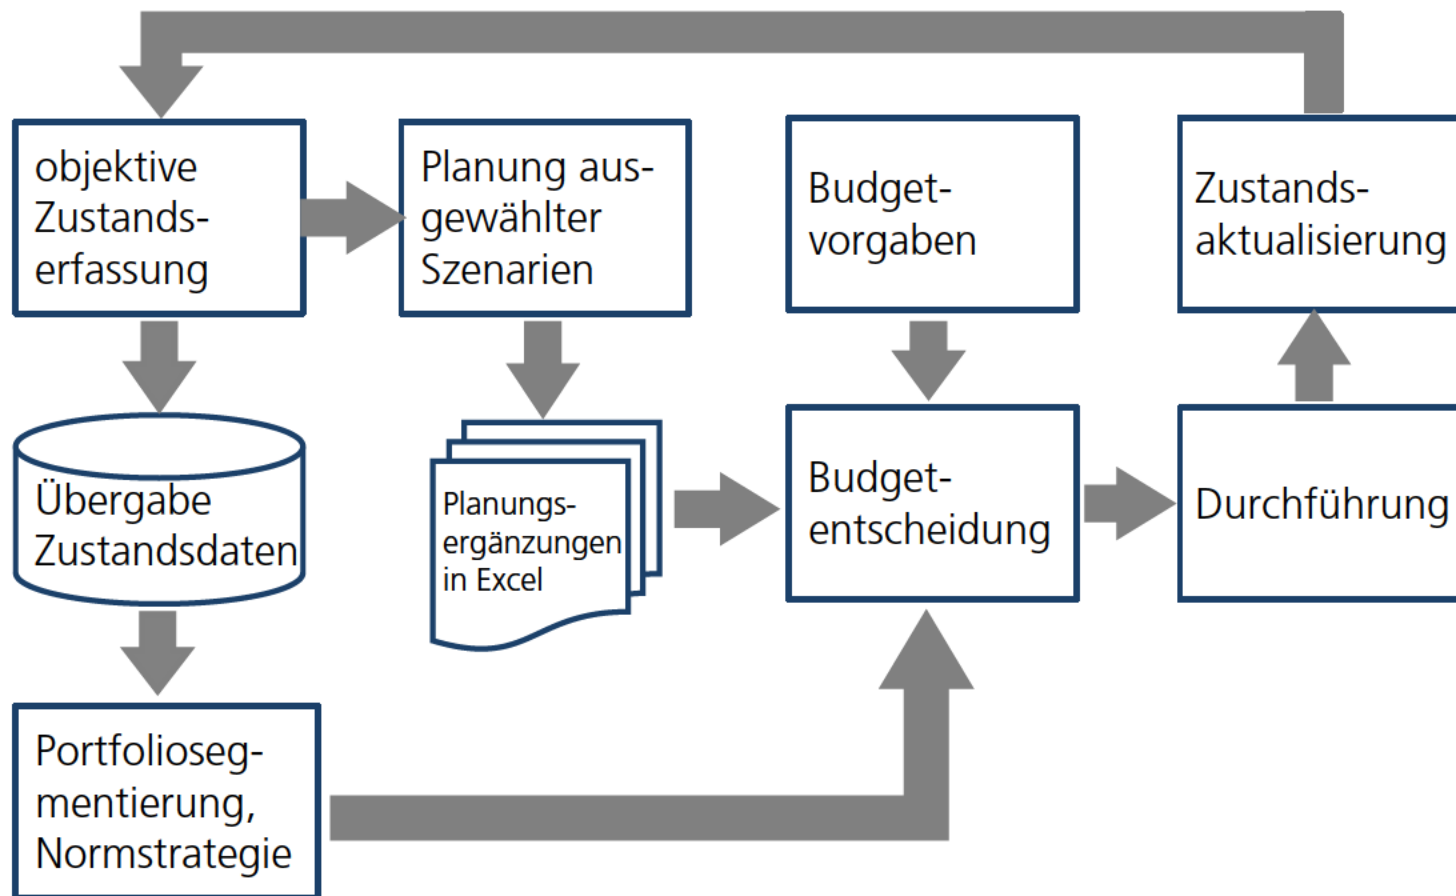 objektive
Zustands-
erfassung
Planung aus-
gewählter
Szenarien
Budget-
vorgaben
Zustands-
aktualisierung
Übergabe
Zustandsdaten
Planungs-
ergänzungen
in Excel
Budget-
entscheidung
Durchführung
Portfolioseg-
mentierung,
Normstrategie